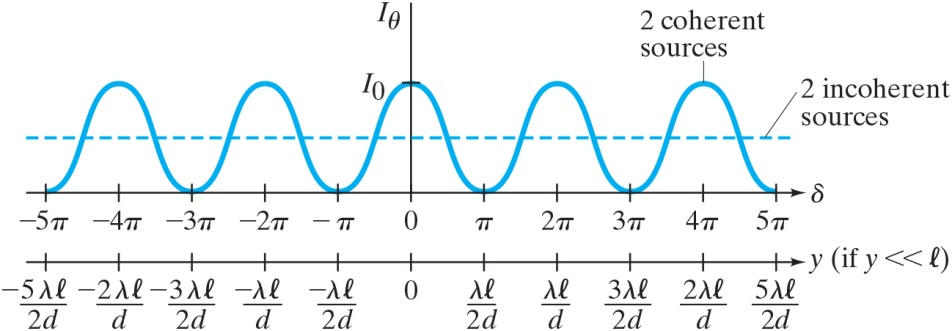 I_θ
2 coherent
sources
I_0
2 incoherent
sources
−5π −4π −3π −2π −π 0 π 2π 3π 4π 5π δ
y (if y << ℓ)
−5λℓ/2d −2λℓ/d −3λℓ/2d −λℓ/d −λℓ/2d 0 λℓ/2d λℓ/d 3λℓ/2d 2λℓ/d 5λℓ/2d